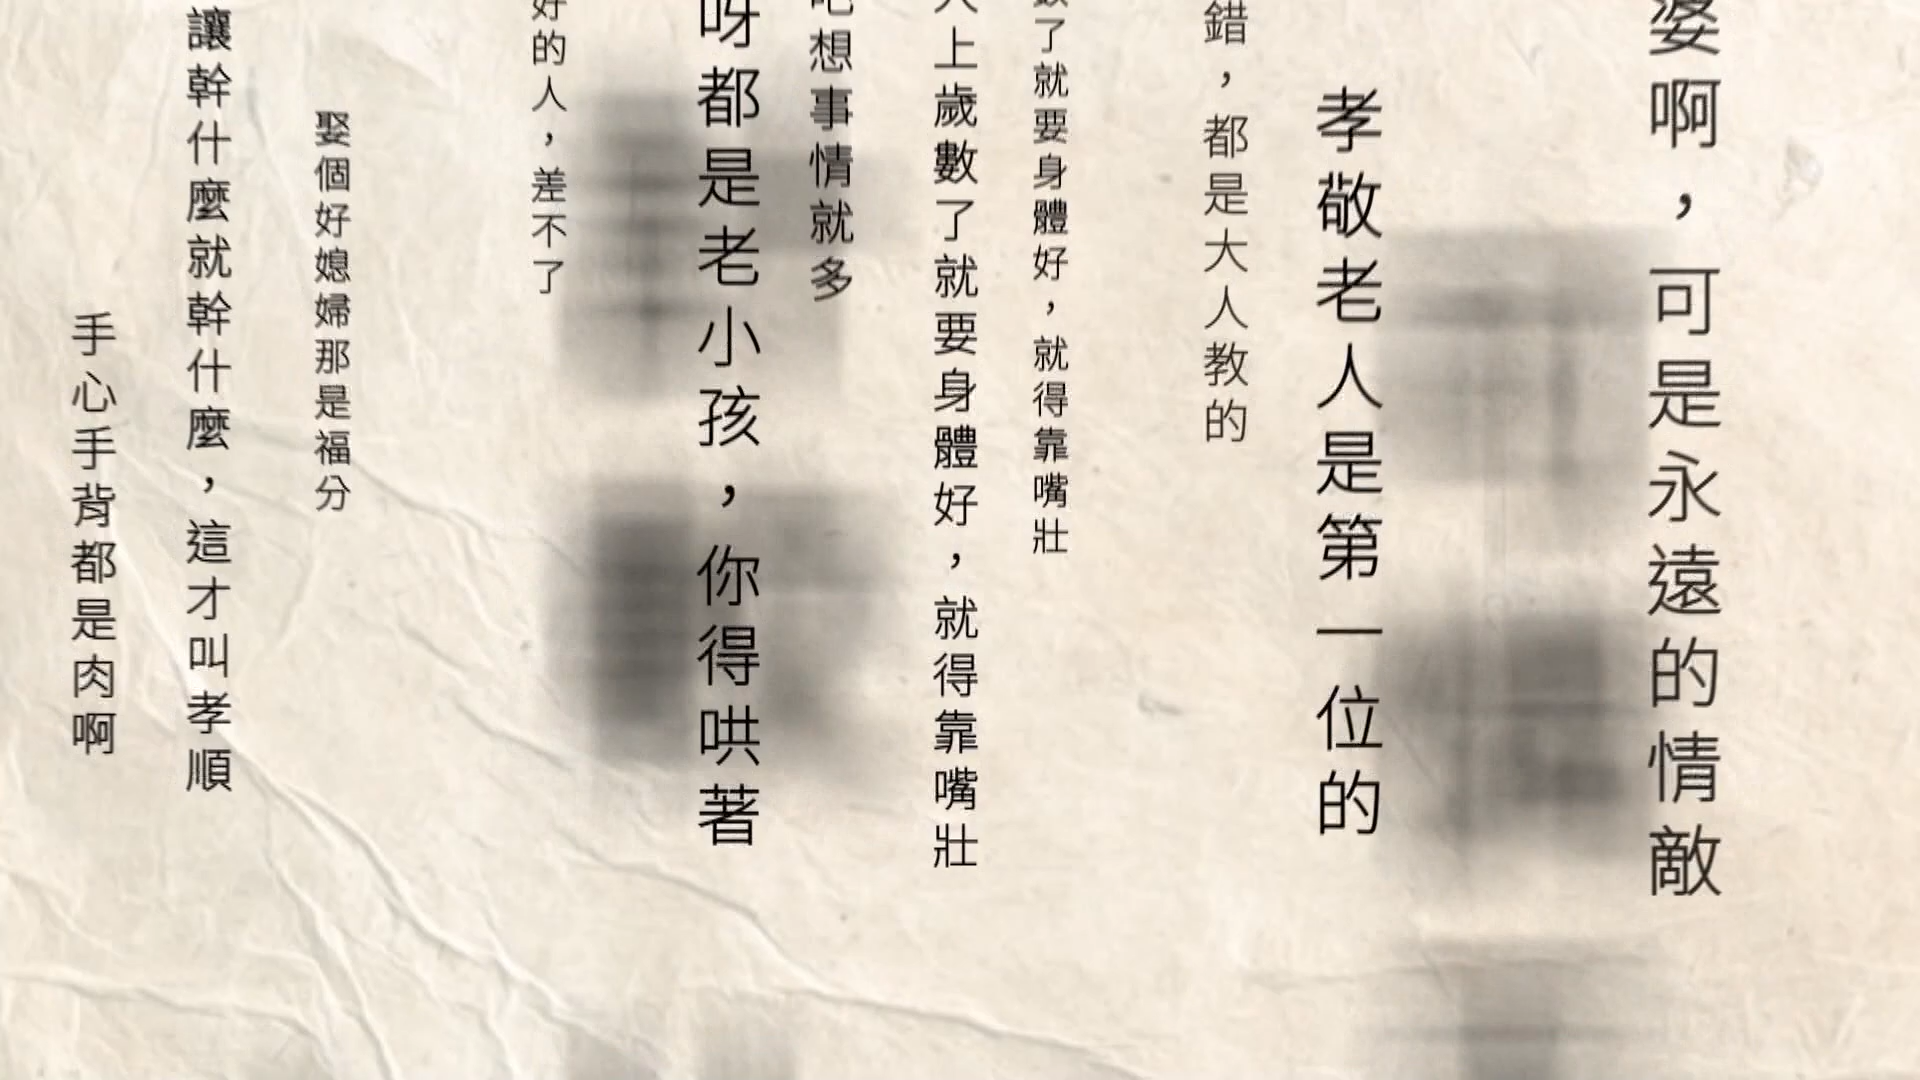 婆啊，可是永遠的情敵
孝敬老人是第一位的
錯，都是大人教的
數了就要身體好，就得靠嘴壯
上歲數了就要身體好，就得靠嘴壯
吧想事情就多
呀都是老小孩，你得哄著
好的人，差不了
娶個好媳婦那是福分
讓幹什麼就幹什麼，這才叫孝順
手心手背都是肉啊